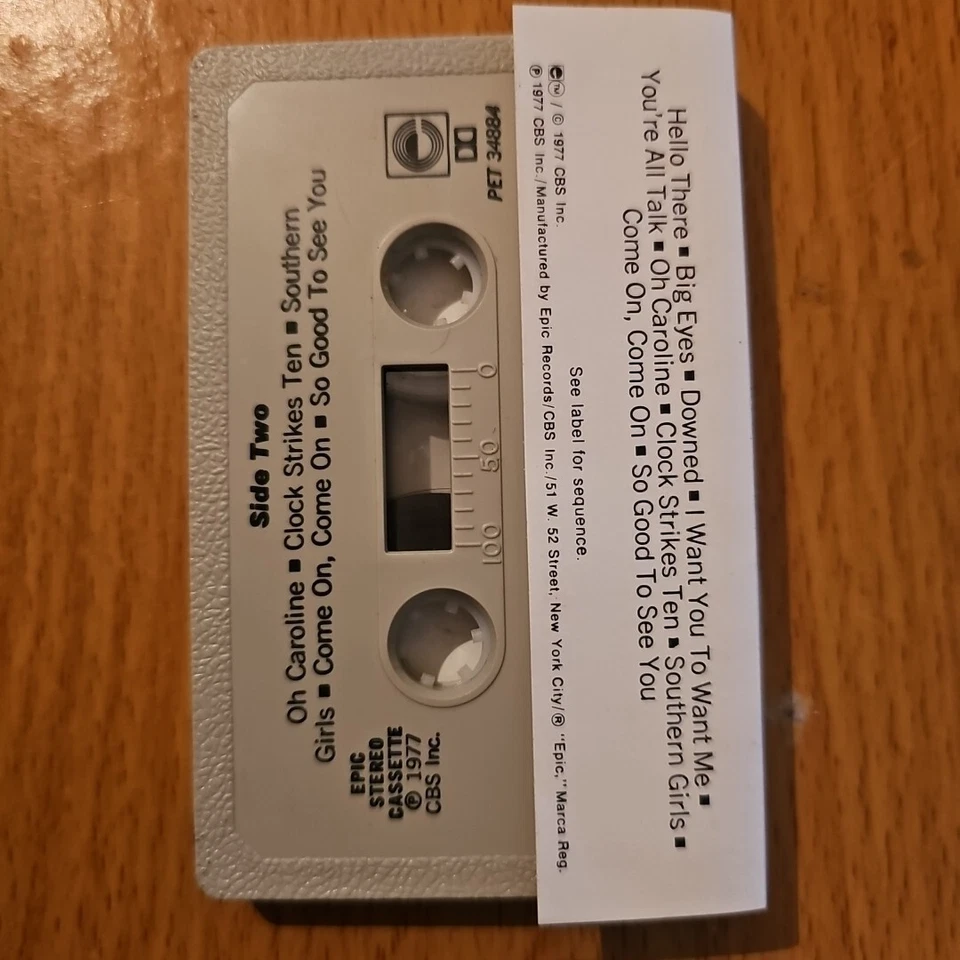 Side Two
Oh Caroline ■ Clock Strikes Ten ■ Southern
Girls ■ Come On, Come On ■ So Good To See You
EPIC
STEREO
CASSETTE
℗ 1977
CBS Inc.
PET 34884
0 50 100
Hello There ■ Big Eyes ■ Downed ■ I Want You To Want Me ■
You're All Talk ■ Oh Caroline ■ Clock Strikes Ten ■ Southern Girls ■
Come On, Come On ■ So Good To See You
See label for sequence.
e TM / © 1977 CBS Inc.
℗ 1977 CBS Inc./Manufactured by Epic Records/CBS Inc./51 W. 52 Street, New York City/® "Epic," Marca Reg.